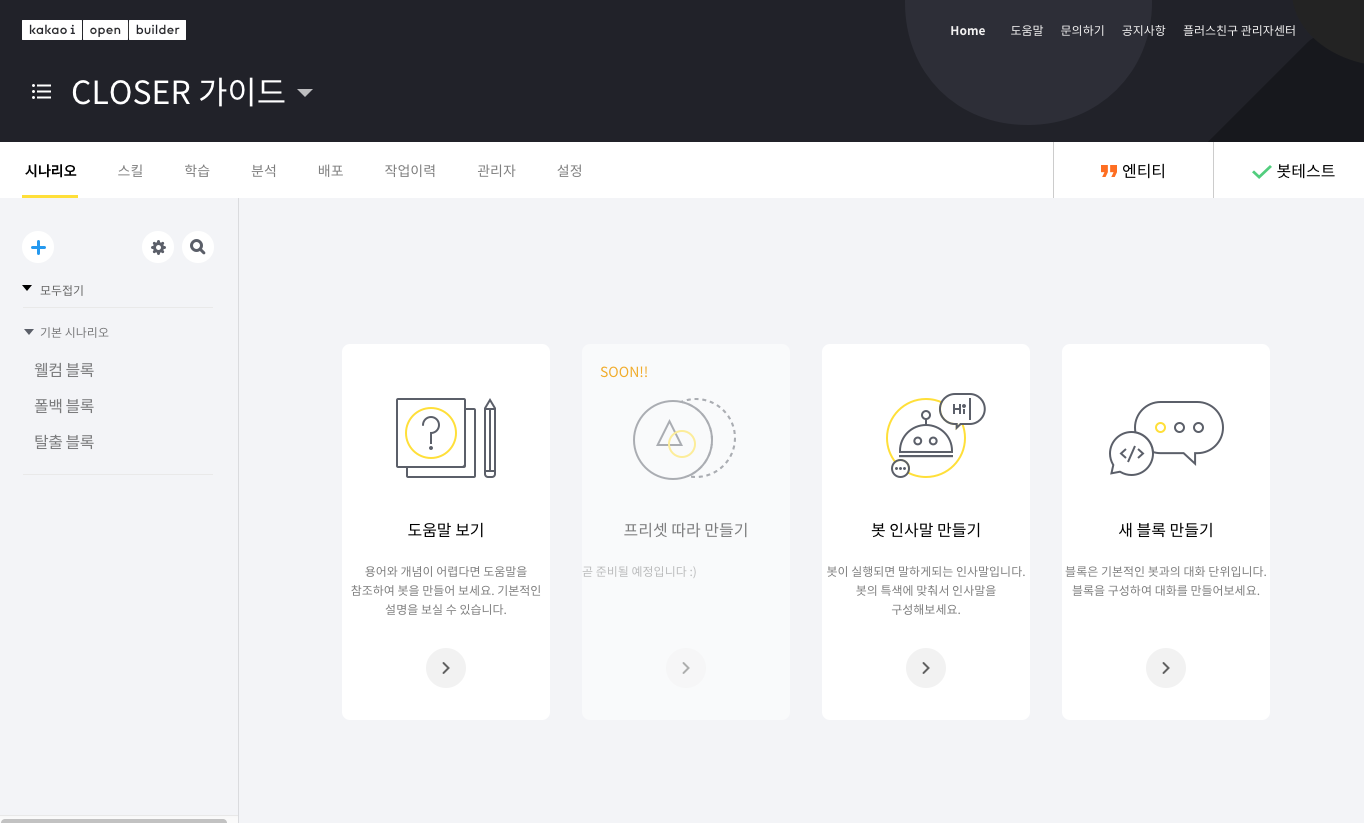 kakao i open builder
Home 도움말 문의하기 공지사항 플러스친구 관리자센터
CLOSER 가이드
시나리오 스킬 학습 분석 배포 작업이력 관리자 설정 엔티티 봇테스트
모두접기
기본 시나리오
웰컴 블록
폴백 블록
탈출 블록
도움말 보기
용어와 개념이 어렵다면 도움말을
참조하여 봇을 만들어 보세요. 기본적인
설명을 보실 수 있습니다.
SOON!!
프리셋 따라 만들기
곧 준비될 예정입니다 :)
Hi
봇 인사말 만들기
봇이 실행되면 말하게되는 인사말입니다.
봇의 특색에 맞춰서 인사말을
구성해보세요.
새 블록 만들기
블록은 기본적인 봇과의 대화 단위입니다.
블록을 구성하여 대화를 만들어보세요.